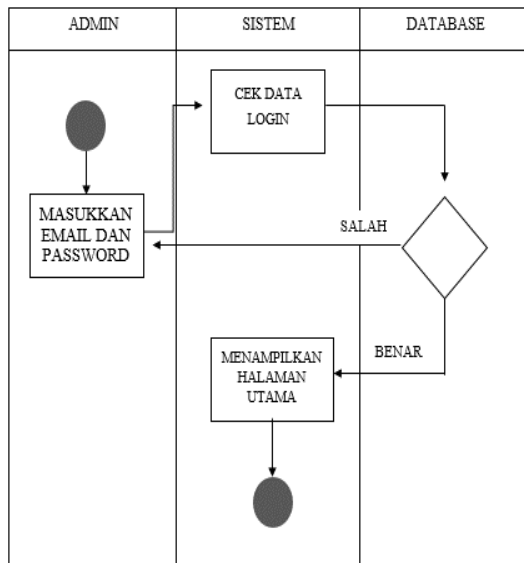 ADMIN
SISTEM
DATABASE
CEK DATA
LOGIN
MASUKKAN
EMAIL DAN
PASSWORD
SALAH
BENAR
MENAMPILKAN
HALAMAN
UTAMA